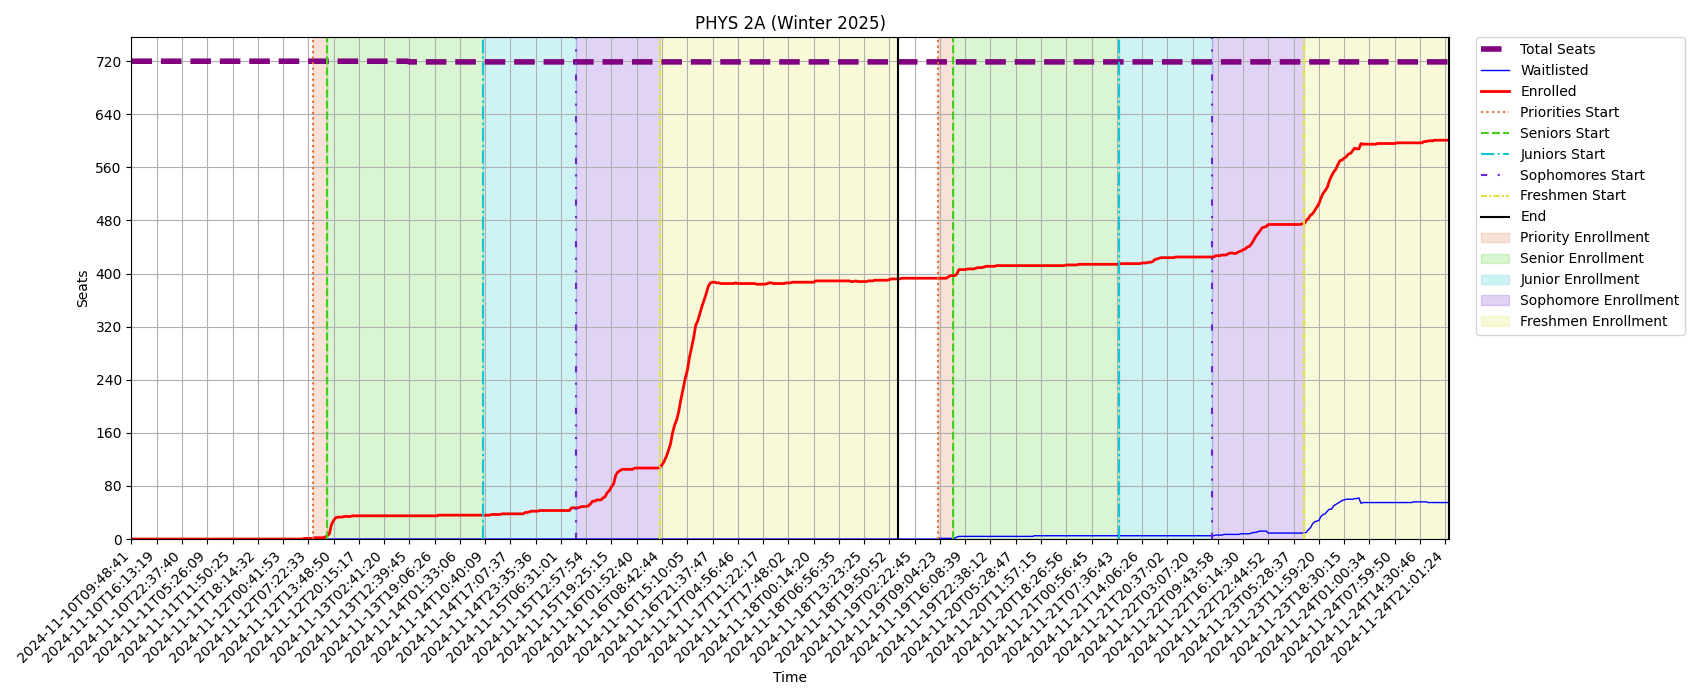 PHYS 2A (Winter 2025)
Seats
720
640
560
480
400
320
240
160
80
0
2024-11-10T09:48:41
2024-11-10T16:13:19
2024-11-10T22:37:40
2024-11-11T05:26:09
2024-11-11T11:50:25
2024-11-11T18:14:32
2024-11-12T00:41:53
2024-11-12T07:22:33
2024-11-12T13:48:50
2024-11-12T20:15:17
2024-11-13T02:41:20
2024-11-13T12:39:45
2024-11-13T19:06:26
2024-11-14T01:33:06
2024-11-14T10:40:09
2024-11-14T17:07:37
2024-11-14T23:35:36
2024-11-15T06:31:01
2024-11-15T12:57:54
2024-11-15T19:25:15
2024-11-16T01:52:40
2024-11-16T08:42:44
2024-11-16T15:10:05
2024-11-16T21:37:47
2024-11-17T04:56:46
2024-11-17T11:22:17
2024-11-17T17:48:02
2024-11-18T00:14:20
2024-11-18T06:56:35
2024-11-18T13:23:25
2024-11-18T19:50:52
2024-11-19T02:22:45
2024-11-19T09:04:23
2024-11-19T16:08:39
2024-11-19T22:38:12
2024-11-20T05:28:47
2024-11-20T11:57:15
2024-11-20T18:26:56
2024-11-21T00:56:45
2024-11-21T07:36:43
2024-11-21T14:06:26
2024-11-21T20:37:02
2024-11-22T03:07:20
2024-11-22T09:43:58
2024-11-22T16:14:30
2024-11-22T22:44:52
2024-11-23T05:28:37
2024-11-23T11:59:20
2024-11-23T18:30:15
2024-11-24T01:00:34
2024-11-24T07:59:50
2024-11-24T14:30:46
2024-11-24T21:01:24
Time
Total Seats
Waitlisted
Enrolled
Priorities Start
Seniors Start
Juniors Start
Sophomores Start
Freshmen Start
End
Priority Enrollment
Senior Enrollment
Junior Enrollment
Sophomore Enrollment
Freshmen Enrollment